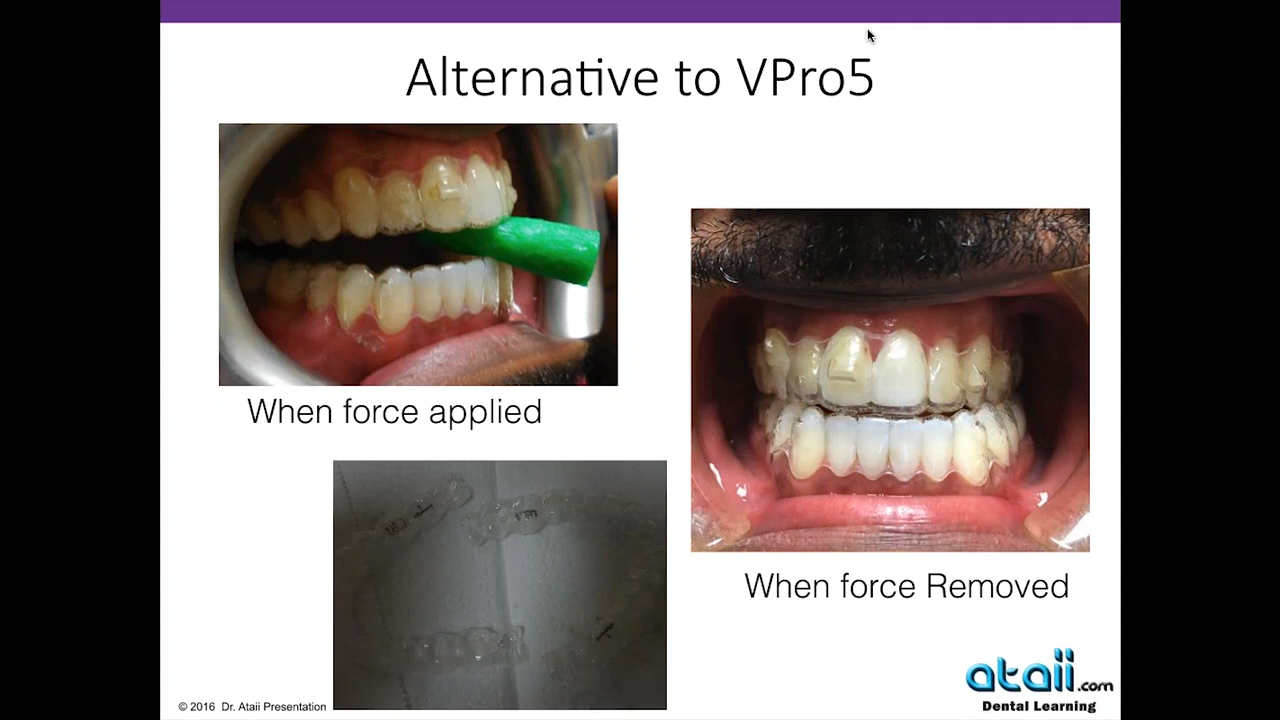 Alternative to VPro5
When force applied
When force Removed
© 2016 Dr. Ataii Presentation
ataii.com
Dental Learning